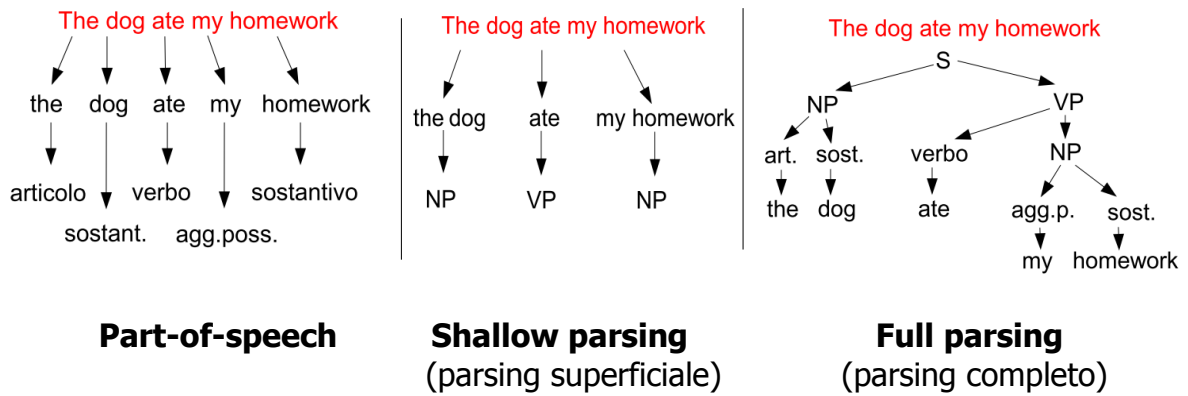 The dog ate my homework
the dog ate my homework
articolo verbo sostantivo
sostant. agg.poss.
Part-of-speech
The dog ate my homework
the dog ate my homework
NP VP NP
Shallow parsing
(parsing superficiale)
The dog ate my homework
S
NP VP
art. sost. verbo NP
the dog ate agg.p. sost.
my homework
Full parsing
(parsing completo)